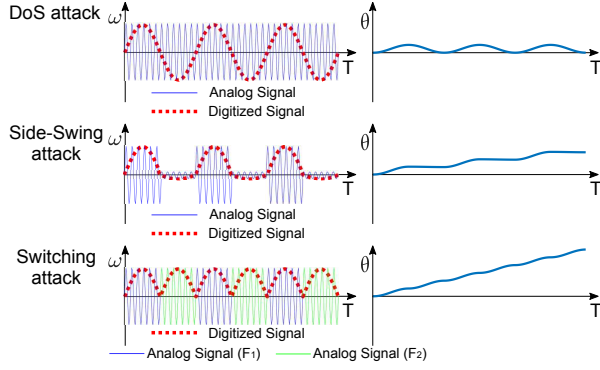 DoS attack
ω
T
θ
T
Analog Signal
Digitized Signal
Side-Swing
attack
ω
T
θ
T
Analog Signal
Digitized Signal
Switching
attack
ω
T
θ
T
Digitized Signal
Analog Signal (F1)
Analog Signal (F2)